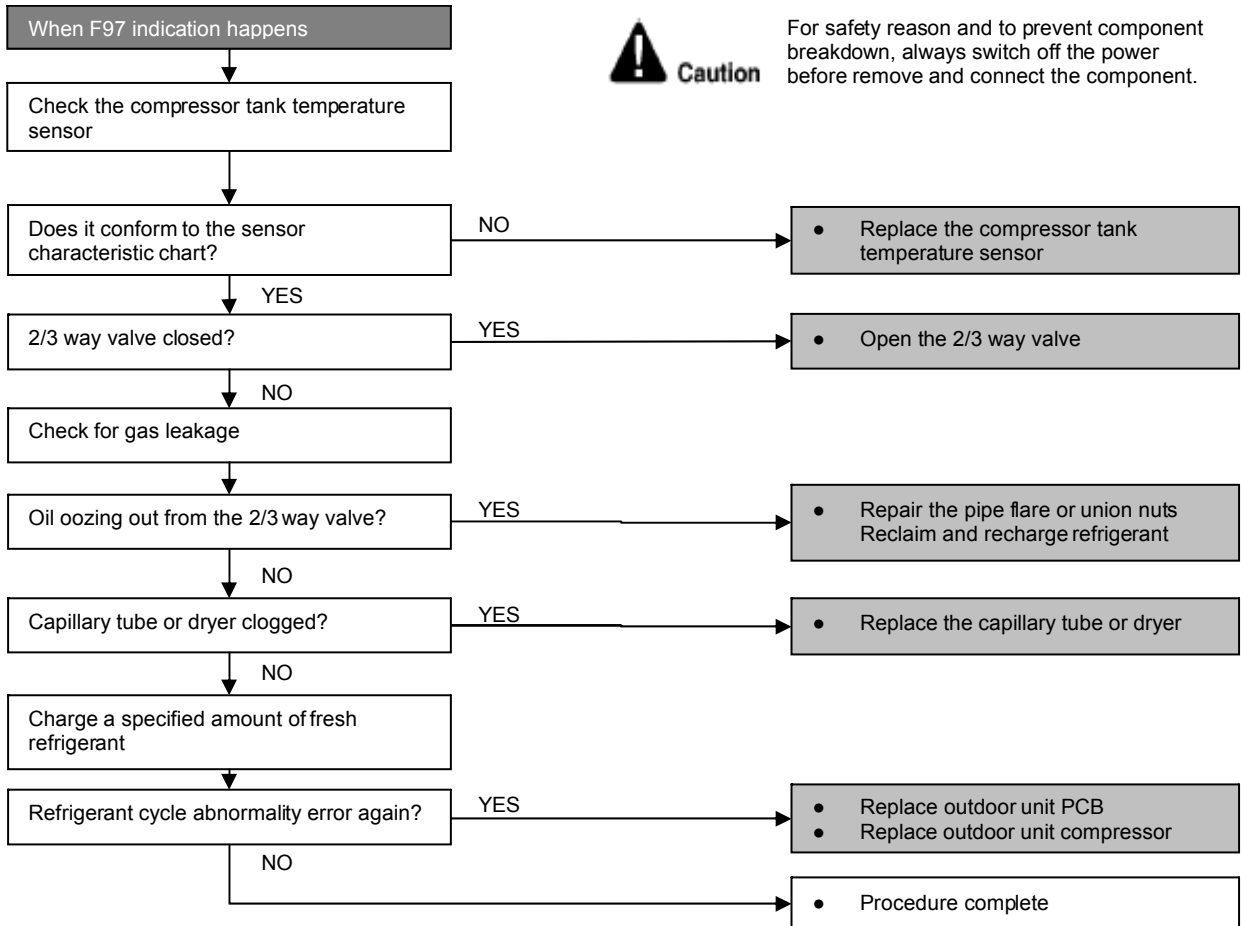 When F97 indication happens
Caution
For safety reason and to prevent component
breakdown, always switch off the power
before remove and connect the component.
Check the compressor tank temperature
sensor
Does it conform to the sensor
characteristic chart?
NO
● Replace the compressor tank
temperature sensor
YES
2/3 way valve closed?
YES
● Open the 2/3 way valve
NO
Check for gas leakage
Oil oozing out from the 2/3 way valve?
YES
● Repair the pipe flare or union nuts
Reclaim and recharge refrigerant
NO
Capillary tube or dryer clogged?
YES
● Replace the capillary tube or dryer
NO
Charge a specified amount of fresh
refrigerant
Refrigerant cycle abnormality error again?
YES
● Replace outdoor unit PCB
● Replace outdoor unit compressor
NO
● Procedure complete